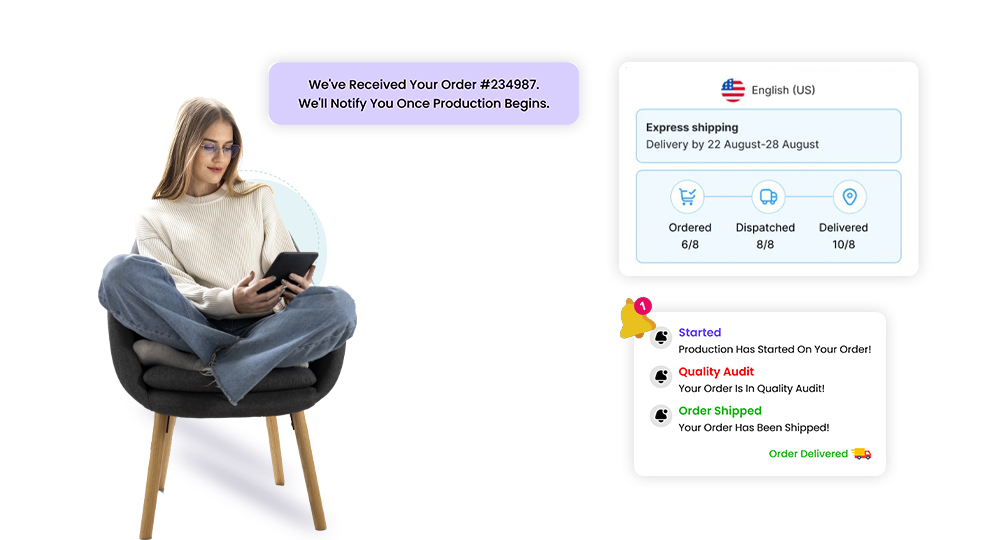 We've Received Your Order #234987.
We'll Notify You Once Production Begins.
English (US)
Express shipping
Delivery by 22 August-28 August
Ordered
6/8
Dispatched
8/8
Delivered
10/8
1
Started
Production Has Started On Your Order!
Quality Audit
Your Order Is In Quality Audit!
Order Shipped
Your Order Has Been Shipped!
Order Delivered